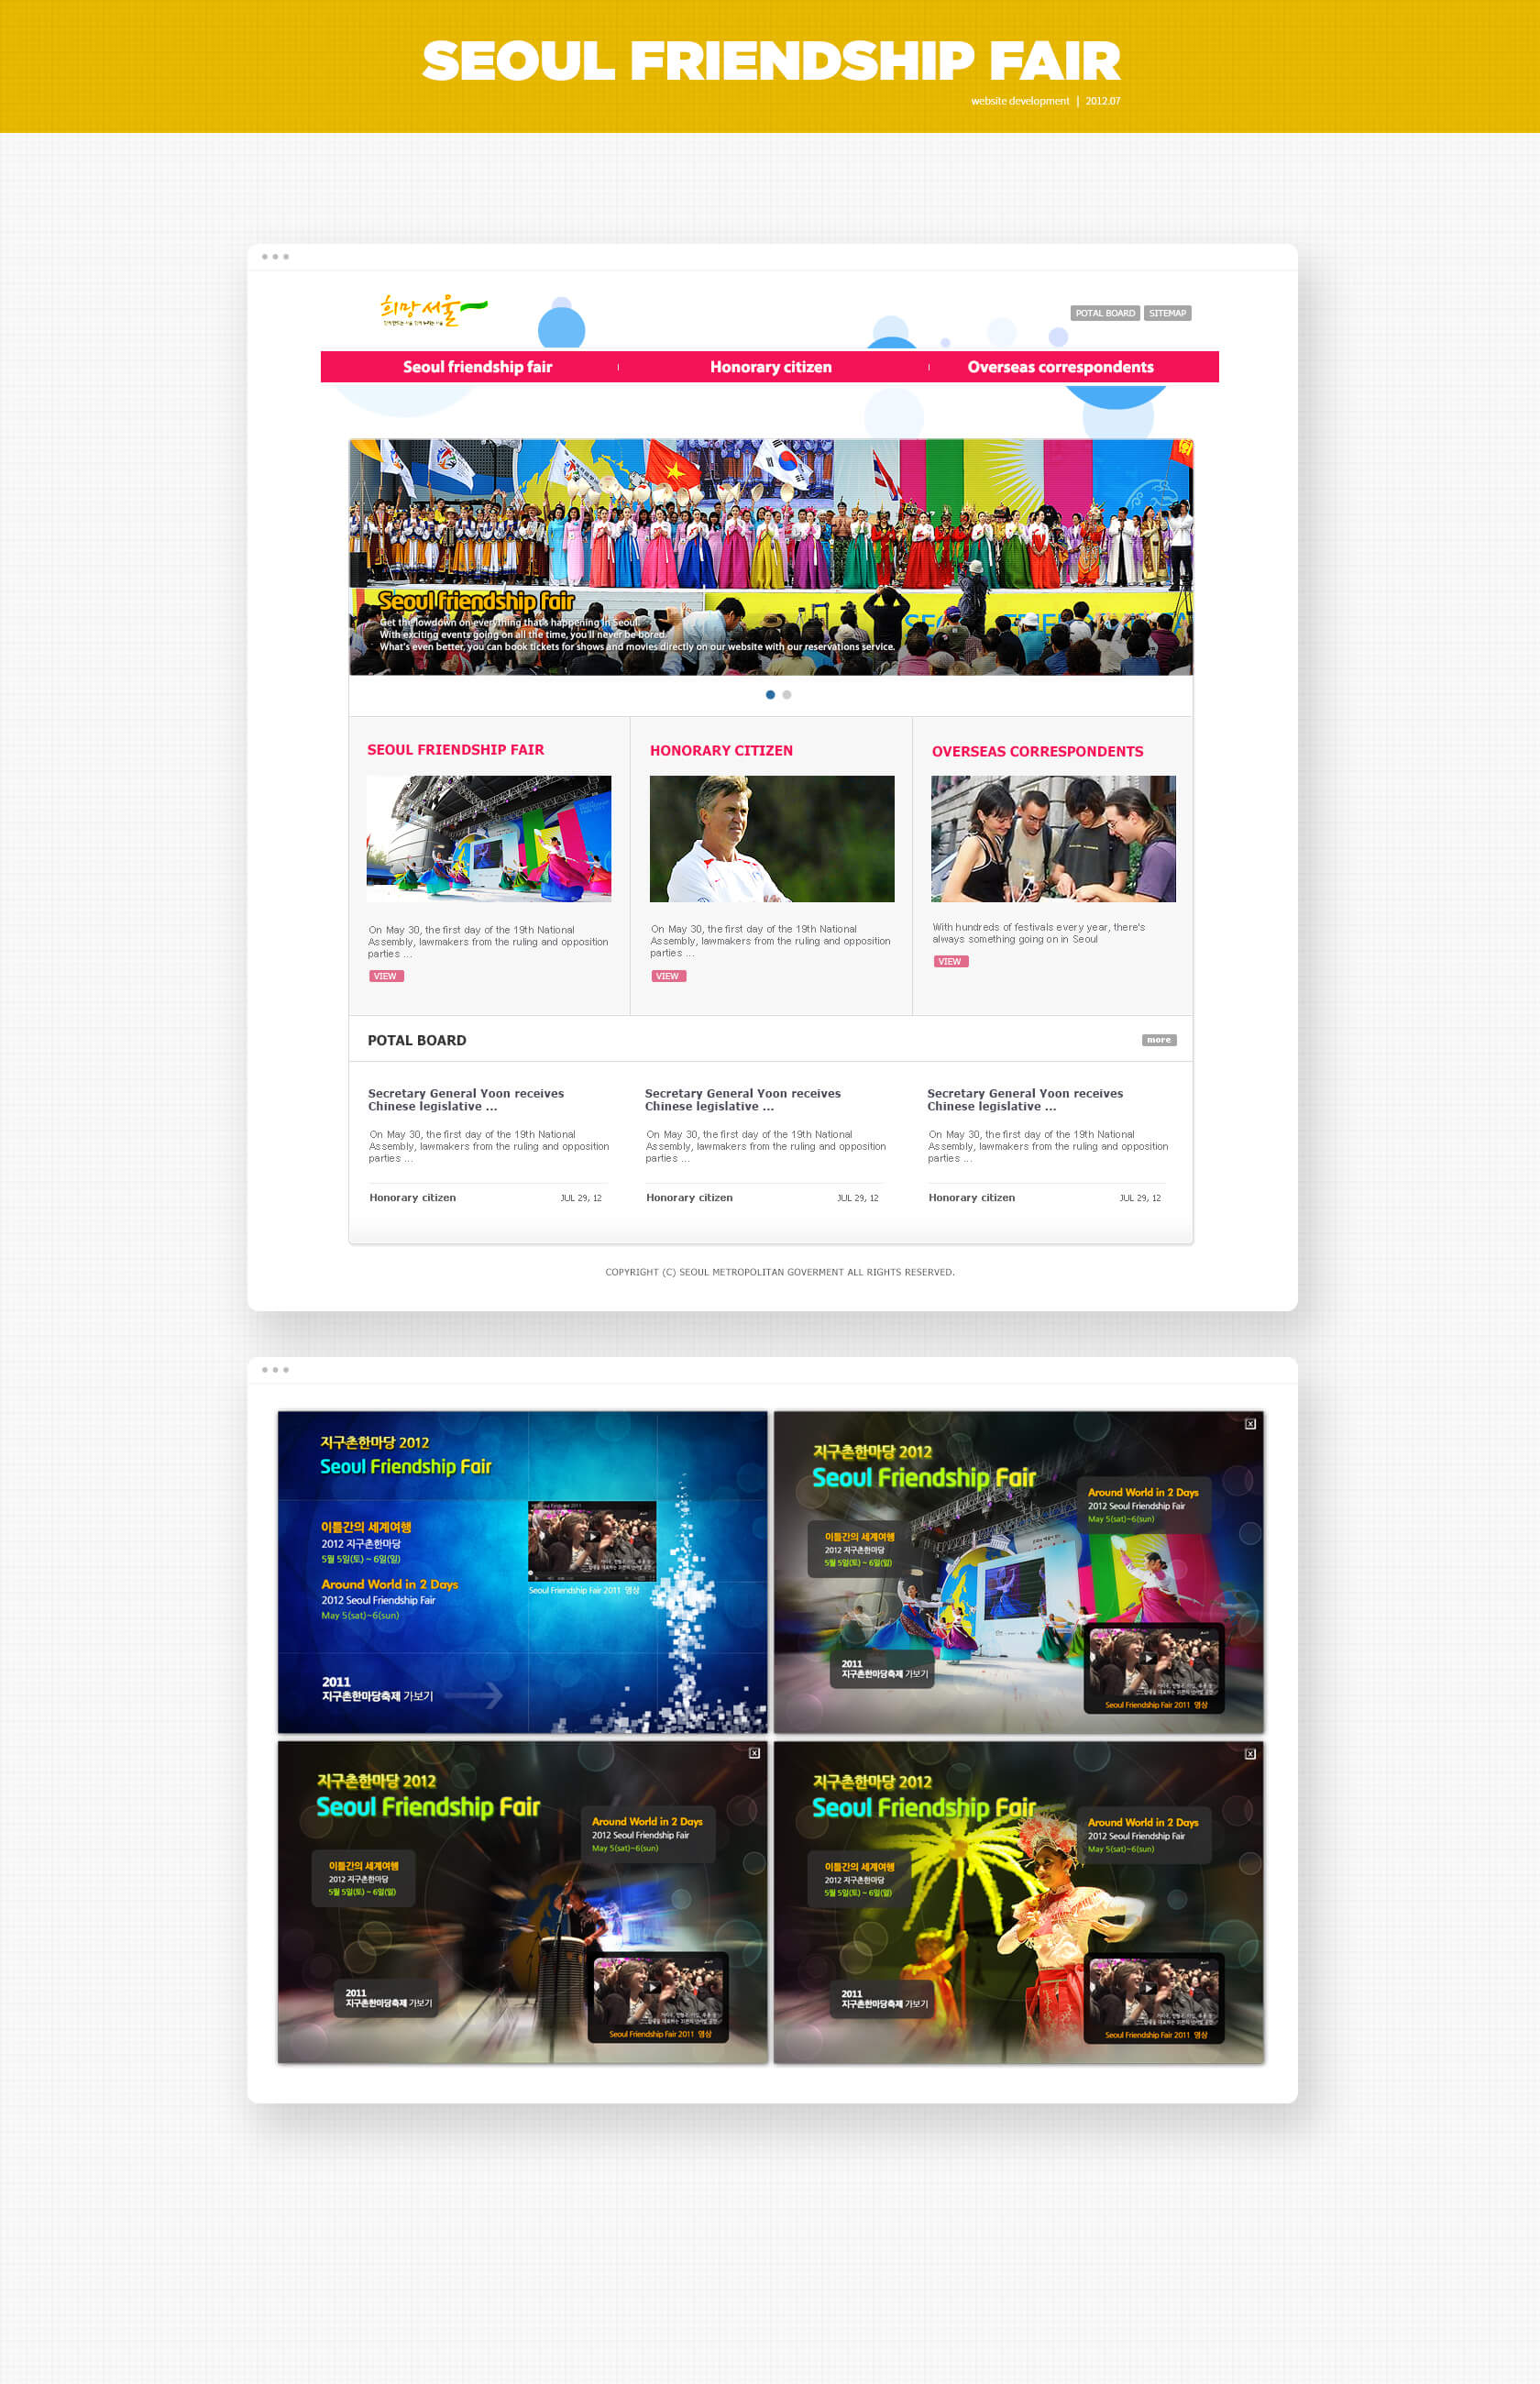 SEOUL FRIENDSHIP FAIR
website development | 2012.07
희망서울
POTAL BOARD
SITEMAP
Seoul friendship fair
Honorary citizen
Overseas correspondents
Seoul friendship fair
Get the lowdown on everything that's happening in Seoul.
With exciting events going on all the time, you'll never be bored.
What's even better, you can book tickets for shows and movies directly on our website with our reservations service.
SEOUL FRIENDSHIP FAIR
On May 30, the first day of the 19th National
Assembly, lawmakers from the ruling and opposition
parties ...
VIEW
HONORARY CITIZEN
On May 30, the first day of the 19th National
Assembly, lawmakers from the ruling and opposition
parties ...
VIEW
OVERSEAS CORRESPONDENTS
With hundreds of festivals every year, there's
always something going on in Seoul
VIEW
POTAL BOARD
more
Secretary General Yoon receives
Chinese legislative ...
On May 30, the first day of the 19th National
Assembly, lawmakers from the ruling and opposition
parties ...
Honorary citizen
JUL 29, 12
Secretary General Yoon receives
Chinese legislative ...
On May 30, the first day of the 19th National
Assembly, lawmakers from the ruling and opposition
parties ...
Honorary citizen
JUL 29, 12
Secretary General Yoon receives
Chinese legislative ...
On May 30, the first day of the 19th National
Assembly, lawmakers from the ruling and opposition
parties ...
Honorary citizen
JUL 29, 12
COPYRIGHT (C) SEOUL METROPOLITAN GOVERMENT ALL RIGHTS RESERVED.
지구촌한마당 2012
Seoul Friendship Fair
이틀간의 세계여행
2012 지구촌한마당
5월 5일(토) ~ 6일(일)
Around World in 2 Days
2012 Seoul Friendship Fair
May 5(sat)~6(sun)
Seoul Friendship Fair 2011 영상
2011
지구촌한마당축제 가보기
지구촌한마당 2012
Seoul Friendship Fair
Around World in 2 Days
2012 Seoul Friendship Fair
May 5(sat)~6(sun)
이틀간의 세계여행
2012 지구촌한마당
5월 5일(토) ~ 6일(일)
2011
지구촌한마당축제 가보기
Seoul Friendship Fair 2011 영상
지구촌한마당 2012
Seoul Friendship Fair
Around World in 2 Days
2012 Seoul Friendship Fair
May 5(sat)~6(sun)
이틀간의 세계여행
2012 지구촌한마당
5월 5일(토) ~ 6일(일)
2011
지구촌한마당축제 가보기
Seoul Friendship Fair 2011 영상
지구촌한마당 2012
Seoul Friendship Fair
Around World in 2 Days
2012 Seoul Friendship Fair
May 5(sat)~6(sun)
이틀간의 세계여행
2012 지구촌한마당
5월 5일(토) ~ 6일(일)
2011
지구촌한마당축제 가보기
Seoul Friendship Fair 2011 영상